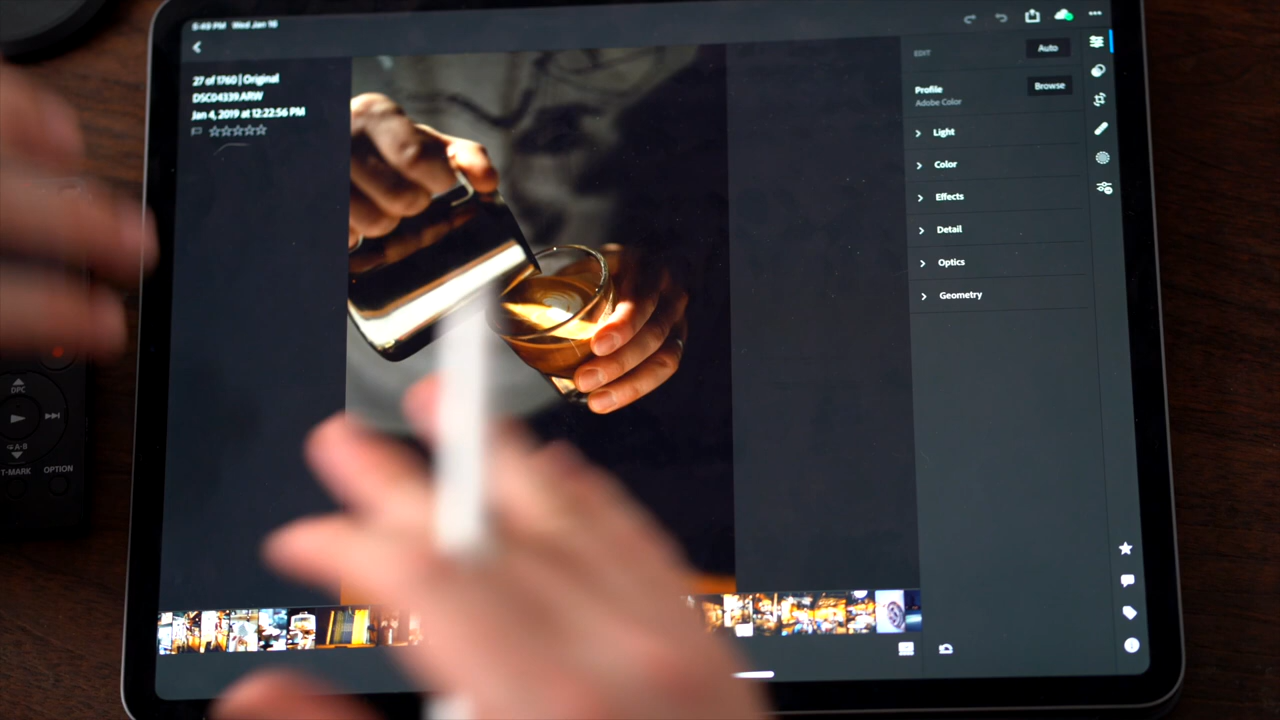 5:49 PM Wed Jan 16
27 of 1760 | Original
DSC04339.ARW
Jan 4, 2019 at 12:22:56 PM
EDIT
Auto
Profile
Adobe Color
Browse
Light
Color
Effects
Detail
Optics
Geometry
DPC
A-B
T-MARK
OPTION